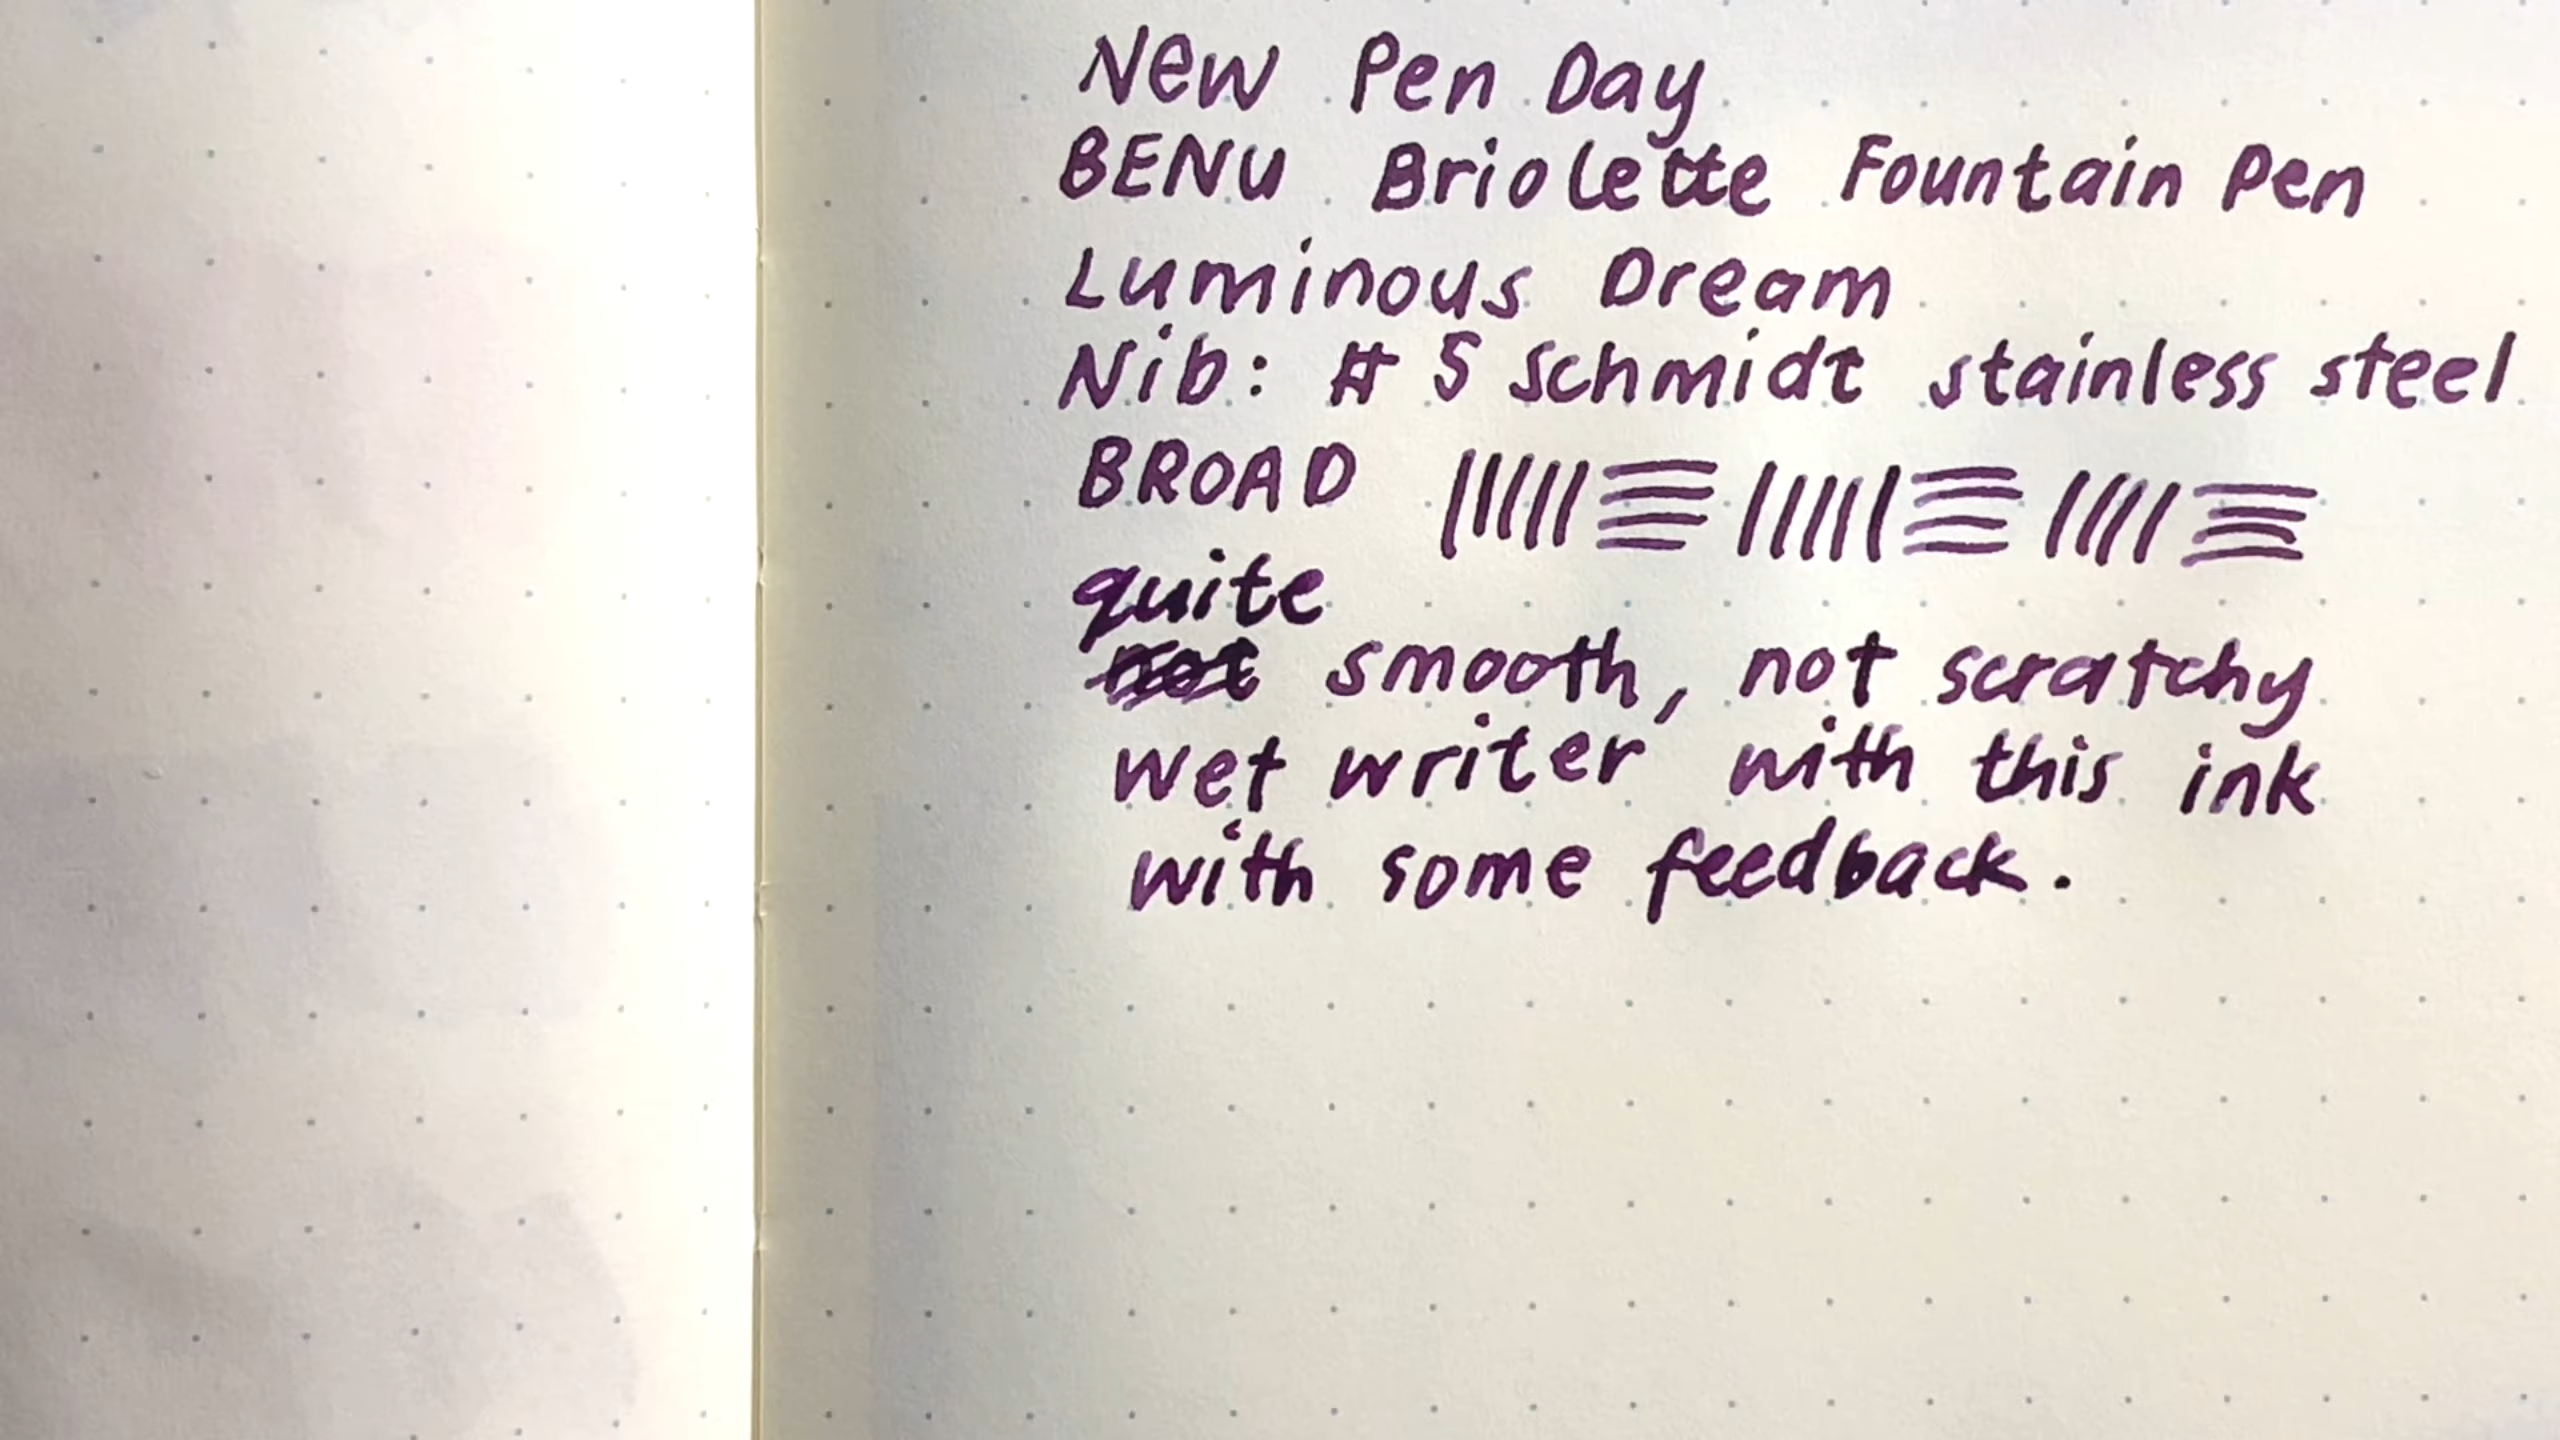 New Pen Day
BENU Briolette Fountain Pen
Luminous Dream
Nib: # 5 Schmidt stainless steel
BROAD
quite
not smooth, not scratchy
wet writer with this ink
with some feedback.